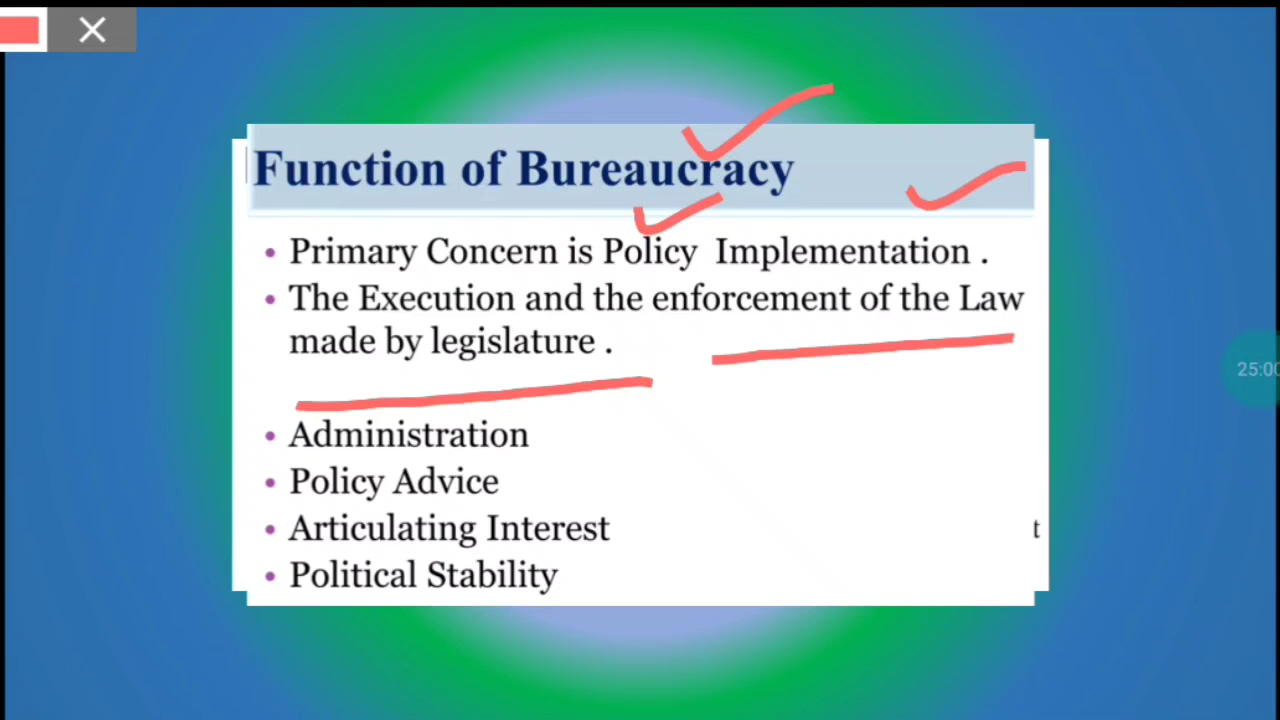 Function of Bureaucracy
• Primary Concern is Policy Implementation .
• The Execution and the enforcement of the Law
made by legislature .
25:00
• Administration
• Policy Advice
• Articulating Interest
t
• Political Stability